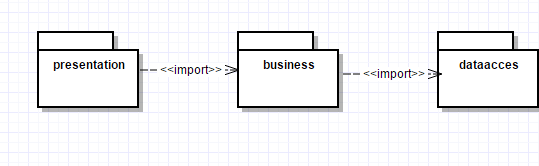 presentation <<import>> business <<import>> dataacces